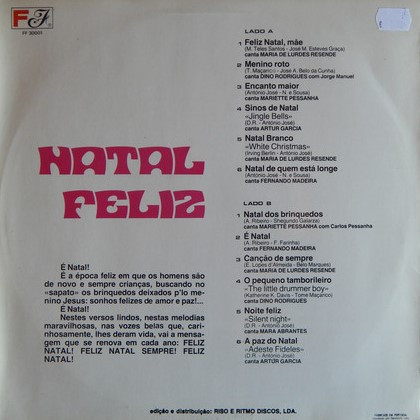 FF
FF 30001
NATAL
FELIZ
É Natal!
É a época feliz em que os homens são
de novo e sempre crianças, buscando no
«sapato» os brinquedos deixados p'lo me-
nino Jesus: sonhos felizes de amor e paz!...
É Natal!
Nestes versos lindos, nestas melodias
maravilhosas, nas vozes belas que, cari-
nhosamente, lhes deram vida, vai a mensa-
gem que se renova em cada ano: FELIZ
NATAL! FELIZ NATAL SEMPRE! FELIZ
NATAL!
LADO A
1 Feliz Natal, mãe
(M. Teles Santos - José M. Esteves Graça)
canta MARIA DE LURDES RESENDE
2 Menino roto
(T. Maçarico - José A. Belo da Cunha)
canta DINO RODRIGUES com Jorge Manuel
3 Encanto maior
(António José - N. e Sousa)
canta MARIETTE PESSANHA
4 Sinos de Natal
«Jingle Bells»
(D.R. - António José)
canta ARTUR GARCIA
5 Natal Branco
«White Christmas»
(Irving Berlin - António José)
canta MARIA DE LURDES RESENDE
6 Natal de quem está longe
(António José - N. e Sousa)
canta FERNANDO MADEIRA
LADO B
1 Natal dos brinquedos
(A. Ribeiro - Shegundo Galarza)
canta MARIETTE PESSANHA com Carlos Pessanha
2 É Natal
(A. Ribeiro - F. Farinha)
canta FERNANDO MADEIRA
3 Canção de sempre
(E. Lopes d'Almeida - Belo Marques)
canta MARIA DE LURDES RESENDE
4 O pequeno tamborileiro
«The little drummer boy»
(Katherine K. Davis - Tomé Maçarico)
canta DINO RODRIGUES
5 Noite feliz
«Silent night»
(D.R. - António José)
canta MARA ABRANTES
6 A paz do Natal
«Adeste Fideles»
(D.R. - António José)
canta ARTUR GARCIA
edição e distribuição: RISO E RITMO DISCOS, LDA.